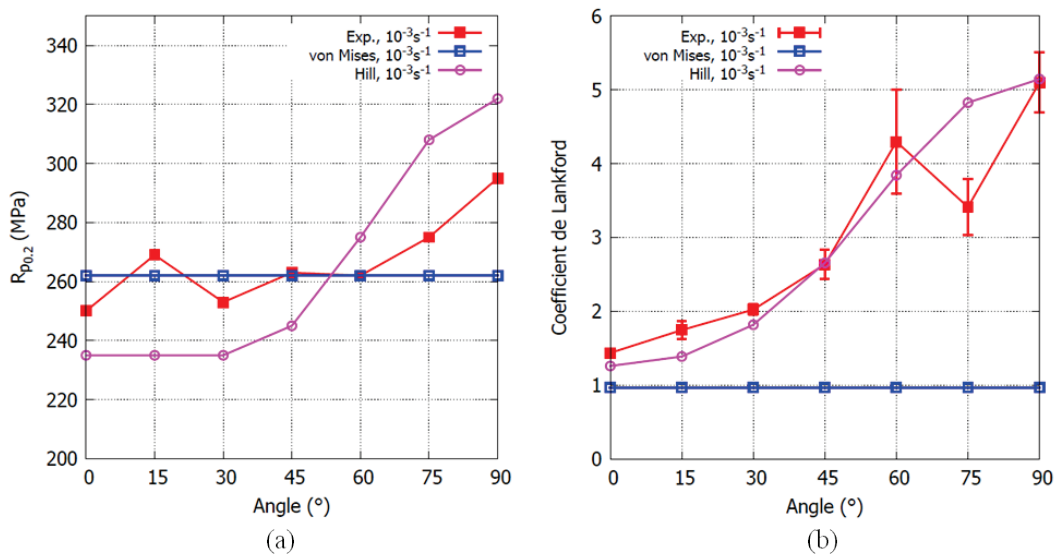 340
320
300
280
260
240
220
200
R_p0.2 (MPa)
Exp., 10⁻³s⁻¹
von Mises, 10⁻³s⁻¹
Hill, 10⁻³s⁻¹
0 15 30 45 60 75 90
Angle (°)
(a)
6
5
4
3
2
1
0
Coefficient de Lankford
Exp., 10⁻³s⁻¹
von Mises, 10⁻³s⁻¹
Hill, 10⁻³s⁻¹
0 15 30 45 60 75 90
Angle (°)
(b)